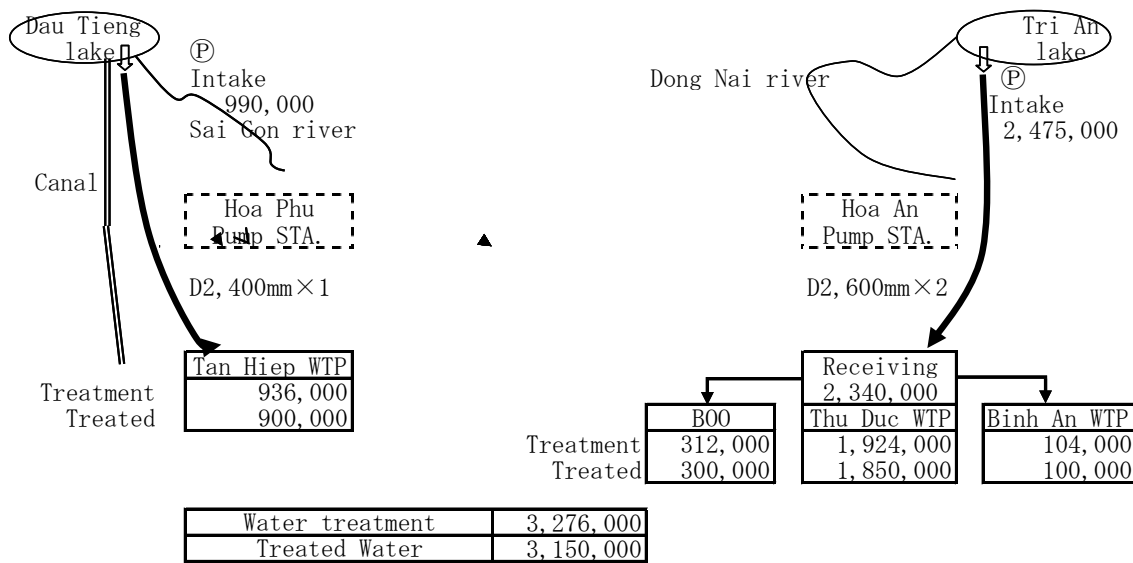 Dau Tieng
lake
Ⓟ
Intake
990,000
Sai Gon river
Canal
Hoa Phu
Pump STA.
D2,400mm×1
Tan Hiep WTP
Treatment 936,000
Treated 900,000
Tri An
lake
Dong Nai river
Ⓟ
Intake
2,475,000
Hoa An
Pump STA.
D2,600mm×2
Receiving
2,340,000
BOO Thu Duc WTP Binh An WTP
Treatment 312,000 1,924,000 104,000
Treated 300,000 1,850,000 100,000
Water treatment 3,276,000
Treated Water 3,150,000